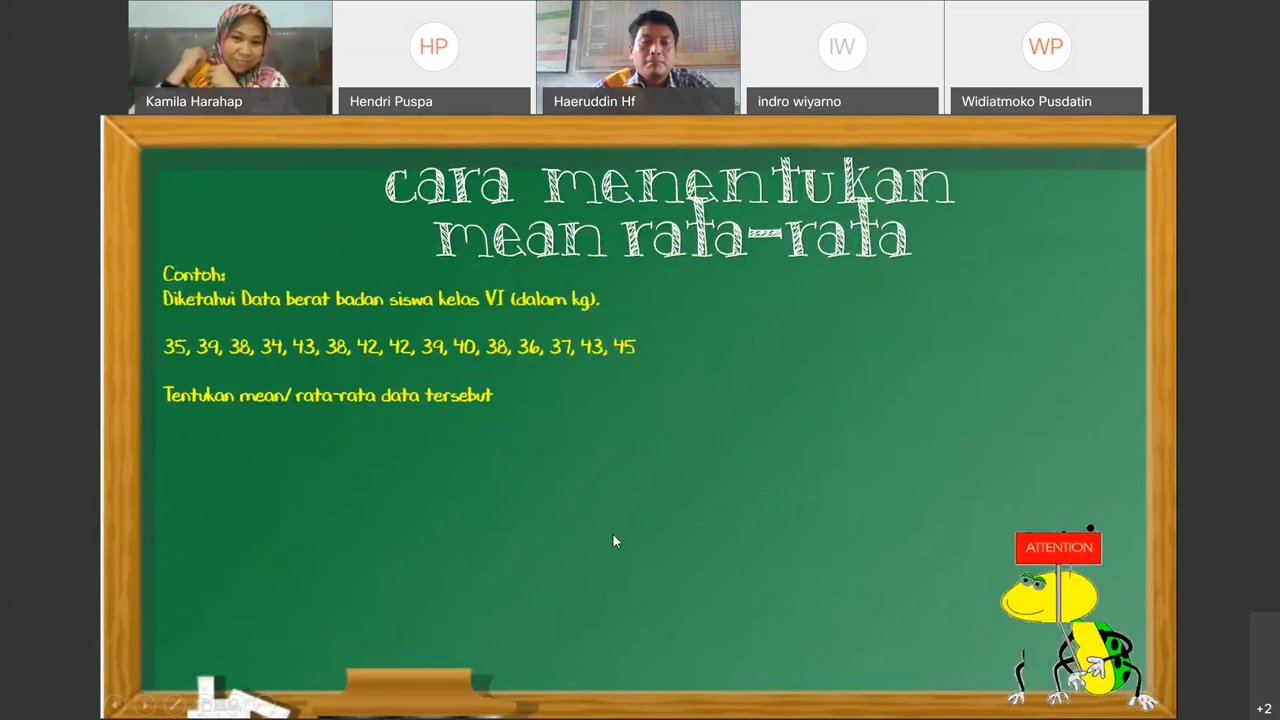 HP
IW
WP
Kamila Harahap
Hendri Puspa
Haeruddin Hf
indro wiyarno
Widiatmoko Pusdatin
cara menentukan
mean rata-rata
Contoh:
Diketahui Data berat badan siswa kelas VI (dalam kg).
35, 39, 38, 34, 43, 38, 42, 42, 39, 40, 38, 36, 37, 43, 45
Tentukan mean/ rata-rata data tersebut
ATTENTION
+2